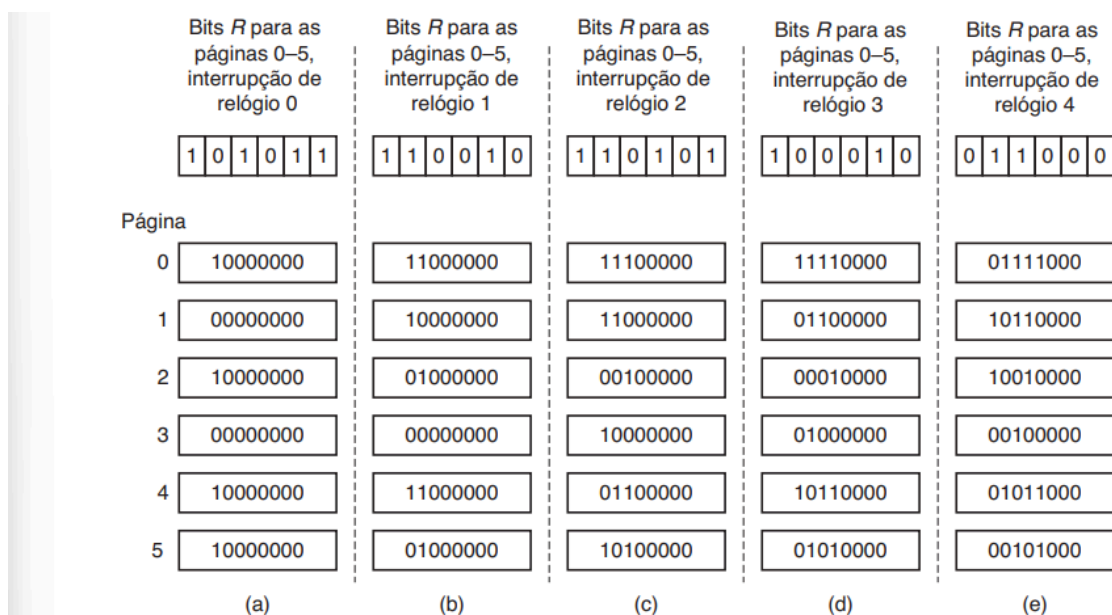 Bits R para as páginas 0–5, interrupção de relógio 0
Bits R para as páginas 0–5, interrupção de relógio 1
Bits R para as páginas 0–5, interrupção de relógio 2
Bits R para as páginas 0–5, interrupção de relógio 3
Bits R para as páginas 0–5, interrupção de relógio 4
1 0 1 0 1 1
1 1 0 0 1 0
1 1 0 1 0 1
1 0 0 0 1 0
0 1 1 0 0 0
Página
0 10000000 11000000 11100000 11110000 01111000
1 00000000 10000000 11000000 01100000 10110000
2 10000000 01000000 00100000 00010000 10010000
3 00000000 00000000 10000000 01000000 00100000
4 10000000 11000000 01100000 10110000 01011000
5 10000000 01000000 10100000 01010000 00101000
(a) (b) (c) (d) (e)